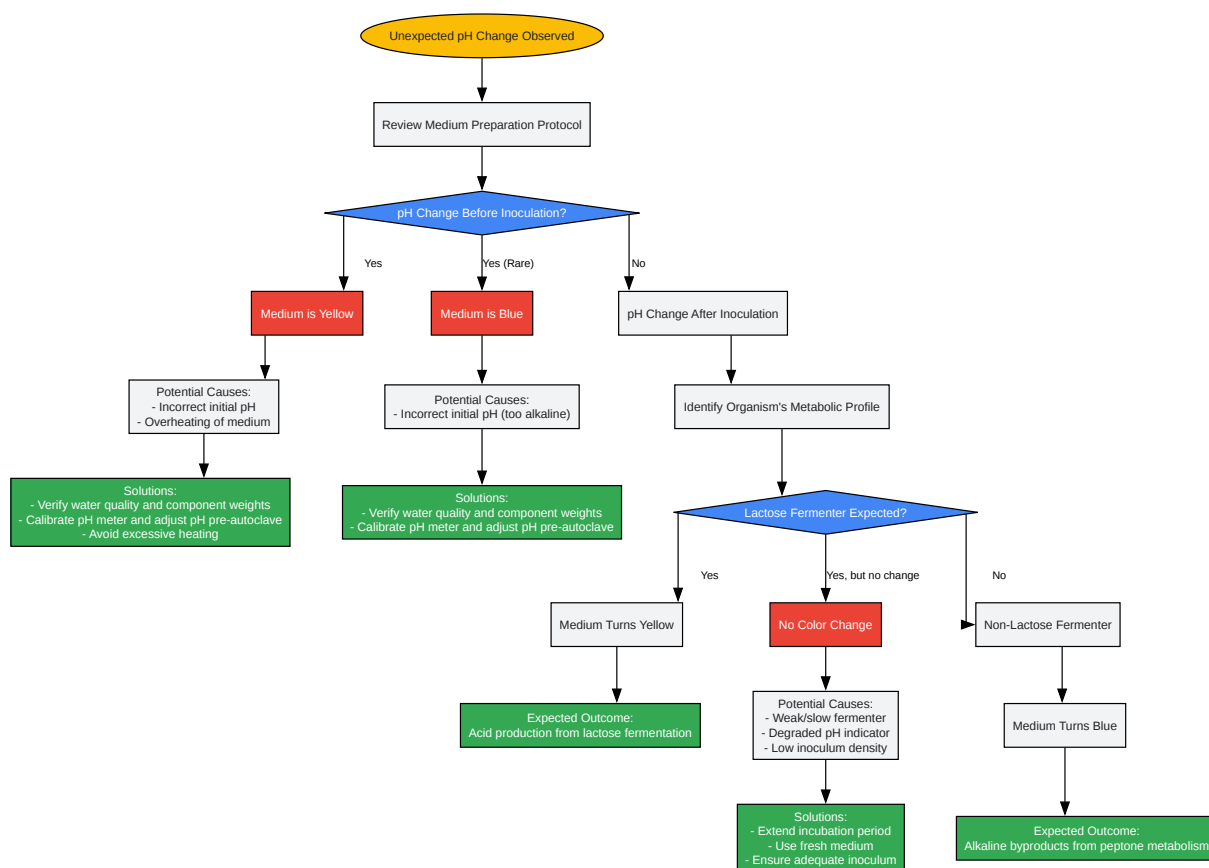 Unexpected pH Change Observed
Review Medium Preparation Protocol
pH Change Before Inoculation?
Yes
Yes (Rare)
No
Medium is Yellow
Medium is Blue
pH Change After Inoculation
Potential Causes:
- Incorrect initial pH
- Overheating of medium
Potential Causes:
- Incorrect initial pH (too alkaline)
Identify Organism's Metabolic Profile
Solutions:
- Verify water quality and component weights
- Calibrate pH meter and adjust pH pre-autoclave
- Avoid excessive heating
Solutions:
- Verify water quality and component weights
- Calibrate pH meter and adjust pH pre-autoclave
Lactose Fermenter Expected?
Yes
Yes, but no change
No
Medium Turns Yellow
No Color Change
Non-Lactose Fermenter
Expected Outcome:
Acid production from lactose fermentation
Potential Causes:
- Weak/slow fermenter
- Degraded pH indicator
- Low inoculum density
Medium Turns Blue
Solutions:
- Extend incubation period
- Use fresh medium
- Ensure adequate inoculum
Expected Outcome:
Alkaline byproducts from peptone metabolism